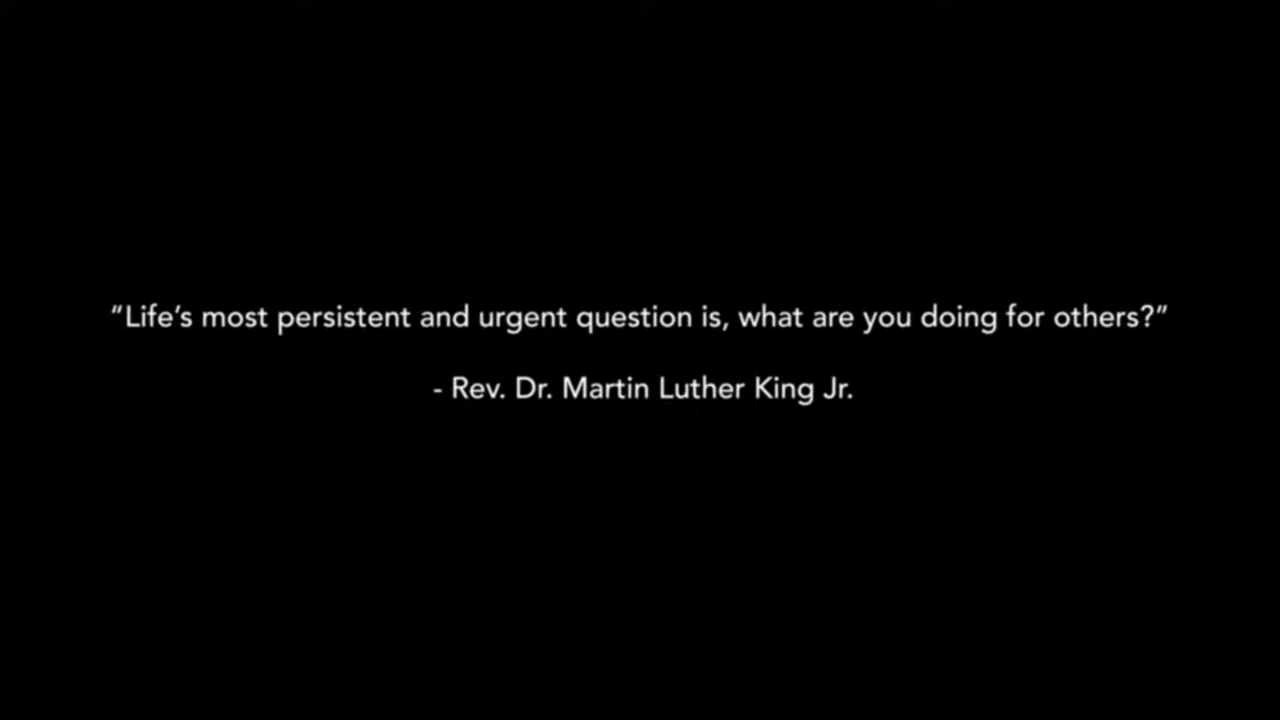 “Life’s most persistent and urgent question is, what are you doing for others?”
- Rev. Dr. Martin Luther King Jr.